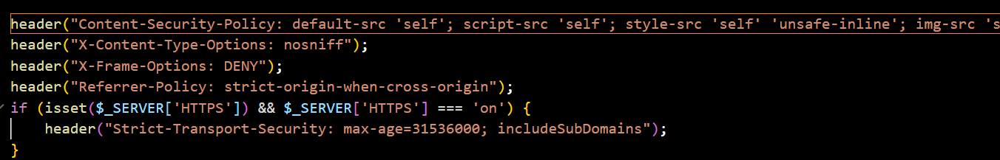 header("Content-Security-Policy: default-src 'self'; script-src 'self'; style-src 'self' 'unsafe-inline'; img-src 's
header("X-Content-Type-Options: nosniff");
header("X-Frame-Options: DENY");
header("Referrer-Policy: strict-origin-when-cross-origin");
if (isset($_SERVER['HTTPS']) && $_SERVER['HTTPS'] === 'on') {
    header("Strict-Transport-Security: max-age=31536000; includeSubDomains");
}